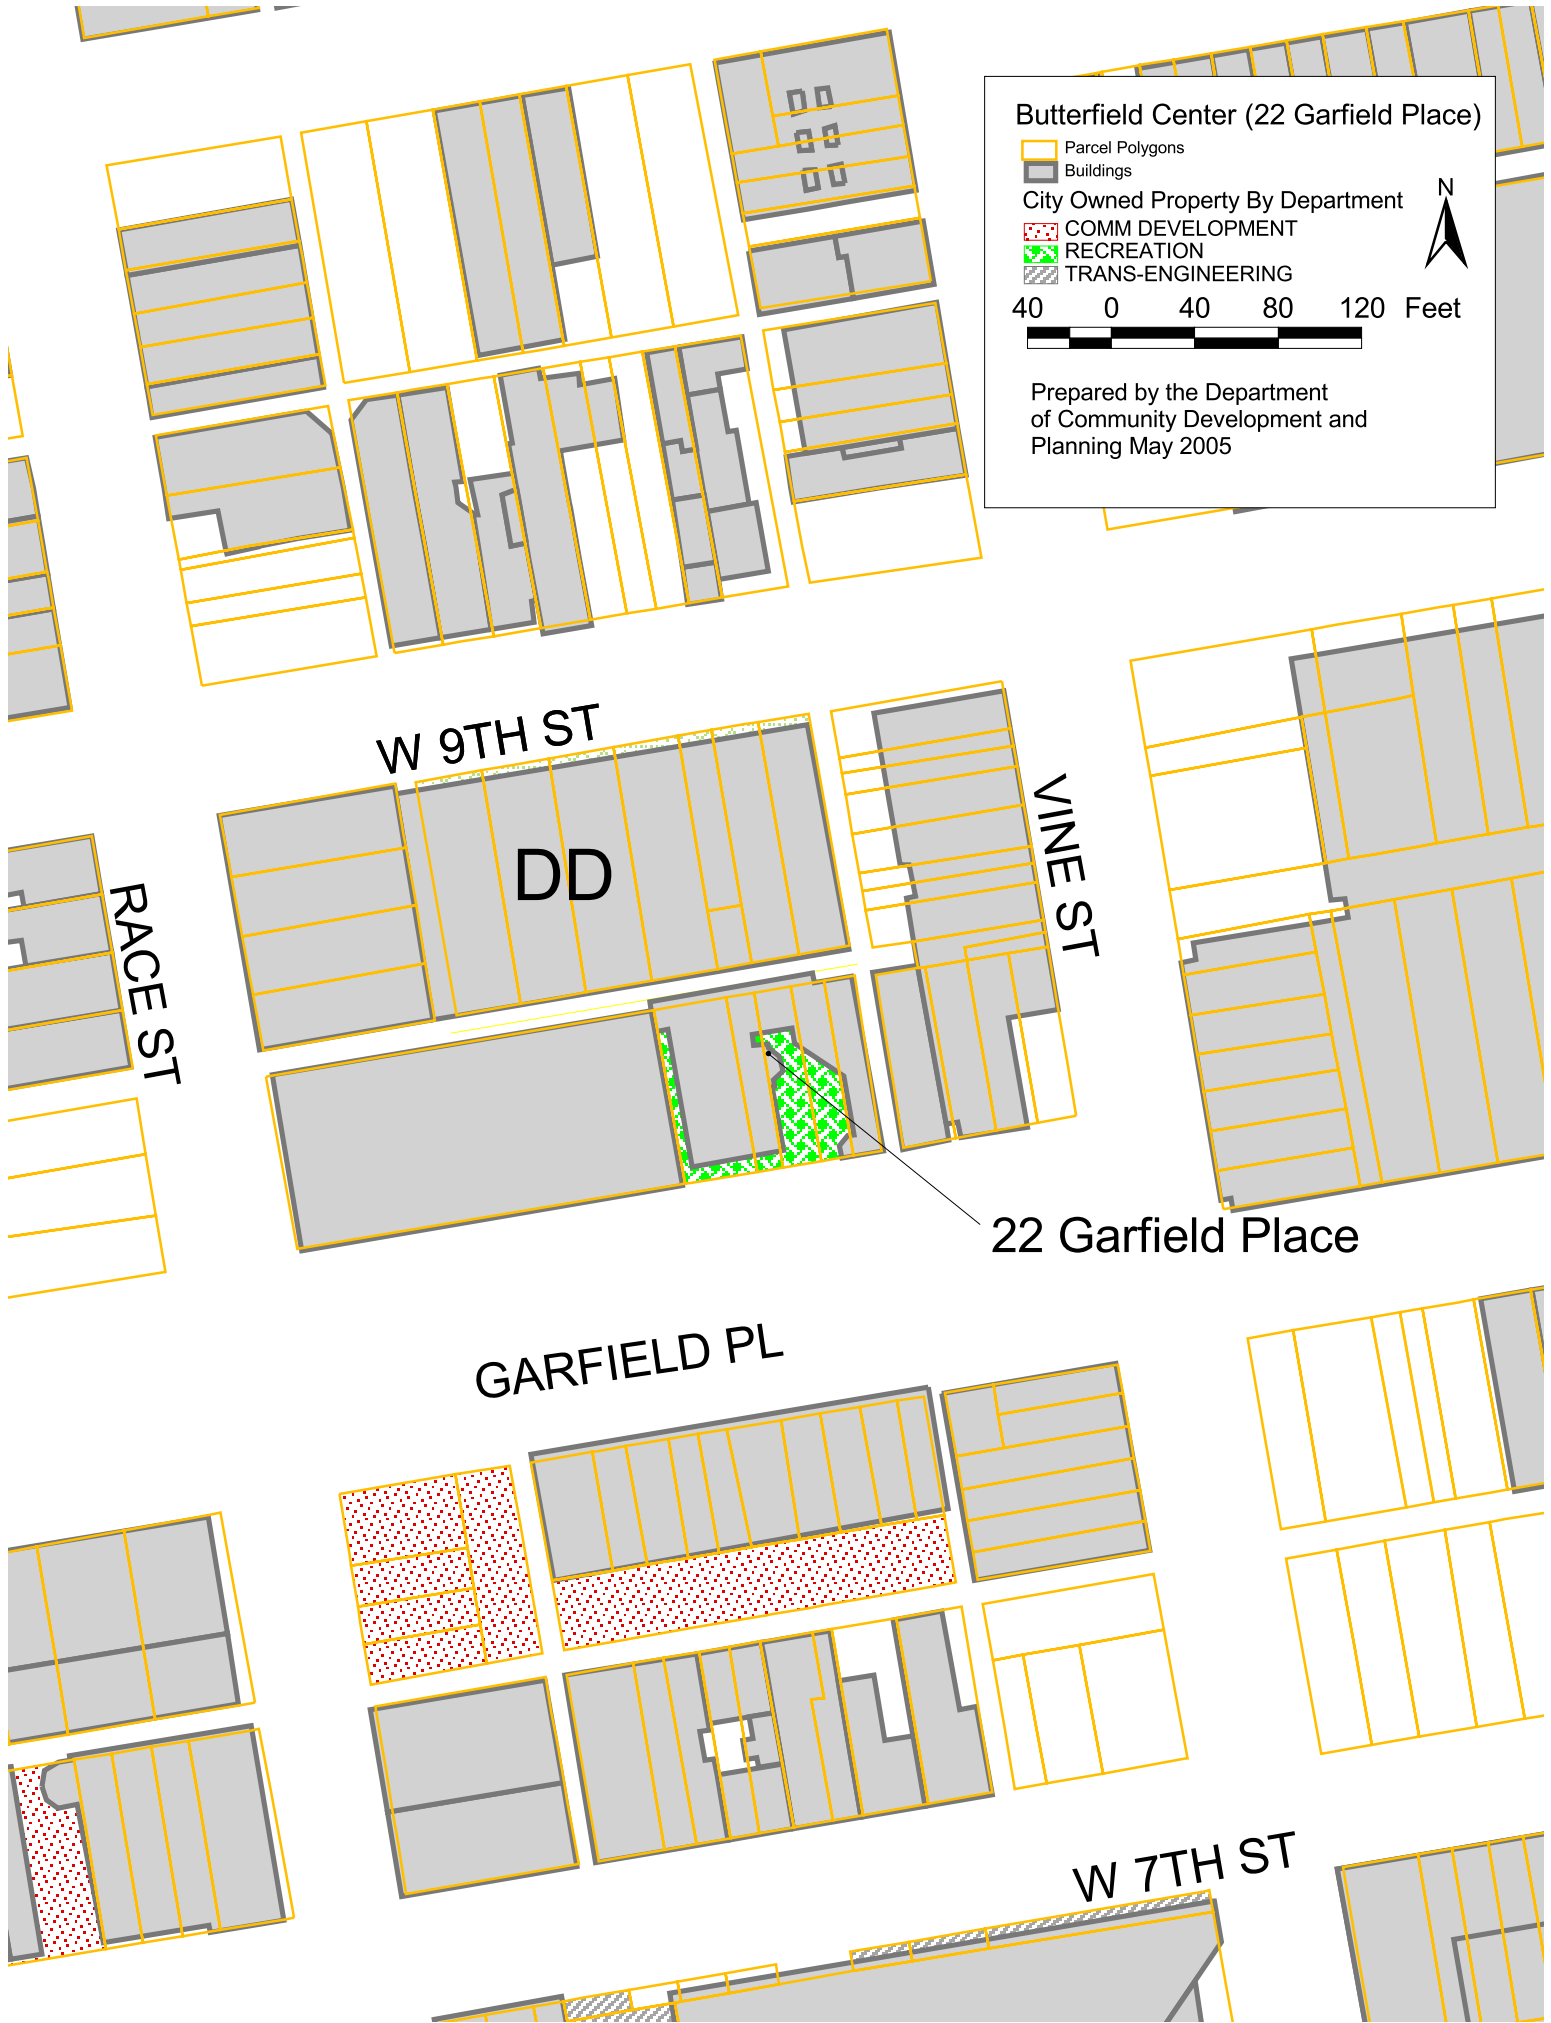 Butterfield Center (22 Garfield Place)
Parcel Polygons
Buildings
City Owned Property By Department
COMM DEVELOPMENT
RECREATION
TRANS-ENGINEERING
N
40 0 40 80 120 Feet
Prepared by the Department
of Community Development and
Planning May 2005
W 9TH ST
VINE ST
DD
RACE ST
22 Garfield Place
GARFIELD PL
W 7TH ST